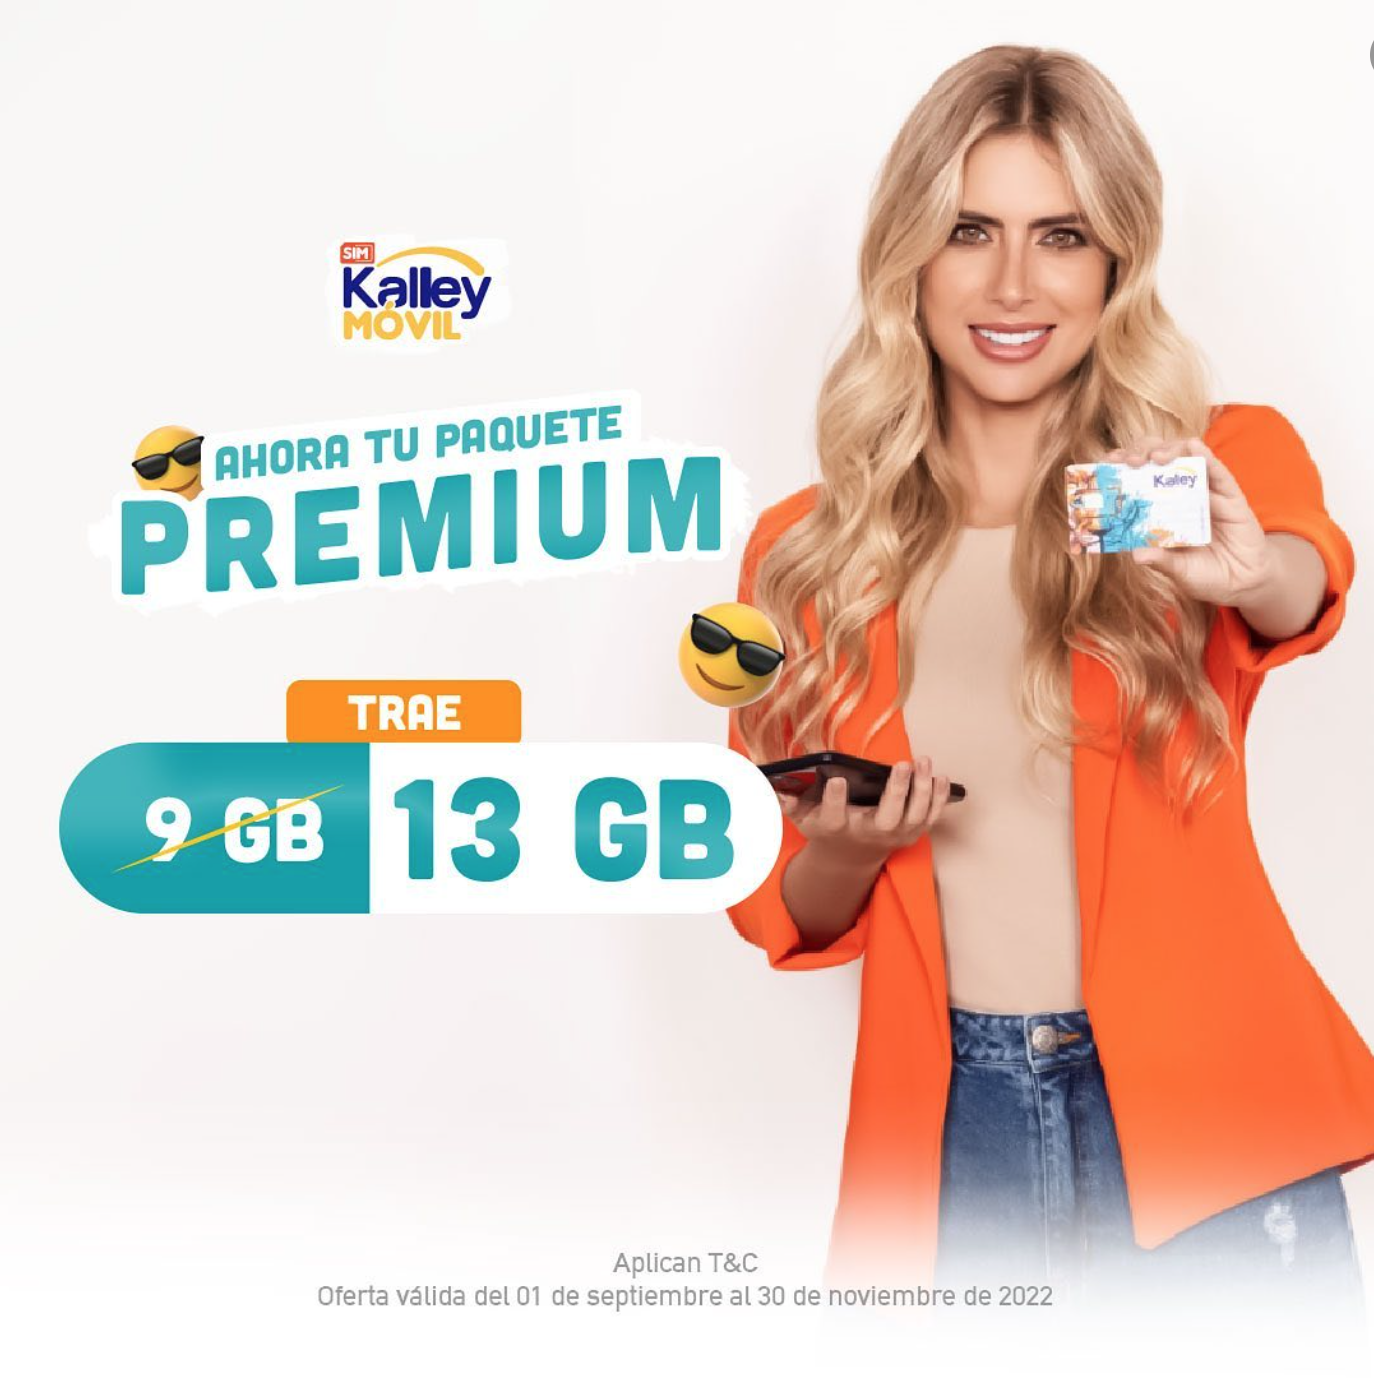 SIM
Kalley
MÓVIL
AHORA TU PAQUETE
PREMIUM
TRAE
9 GB 13 GB
Kalley
Aplican T&C
Oferta válida del 01 de septiembre al 30 de noviembre de 2022